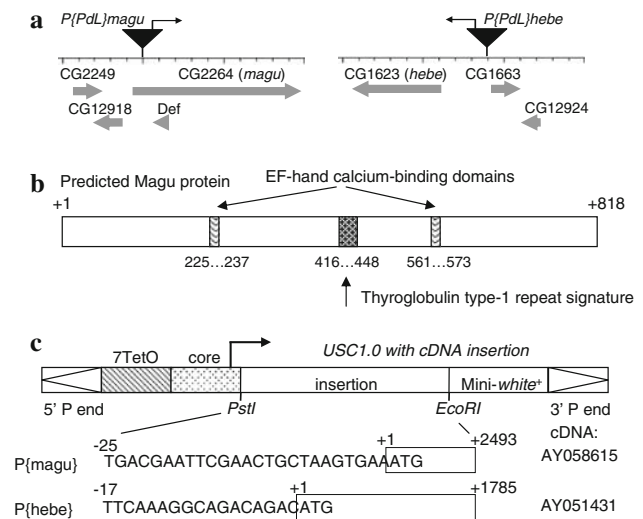 a P{PdL}magu P{PdL}hebe
CG2249 CG2264 (magu) CG1623 (hebe) CG1663
CG12918 Def CG12924
b Predicted Magu protein EF-hand calcium-binding domains
+1 +818
225...237 416...448 561...573
Thyroglobulin type-1 repeat signature
c USC1.0 with cDNA insertion
7TetO core
insertion Mini-white+
5' P end PstI EcoRI 3' P end
cDNA:
-25 +1 +2493
P{magu} TGACGAATTCGAACTGCTAAGTGAAATG AY058615
-17 +1 +1785
P{hebe} TTCAAAGGCAGACAGACATG AY051431